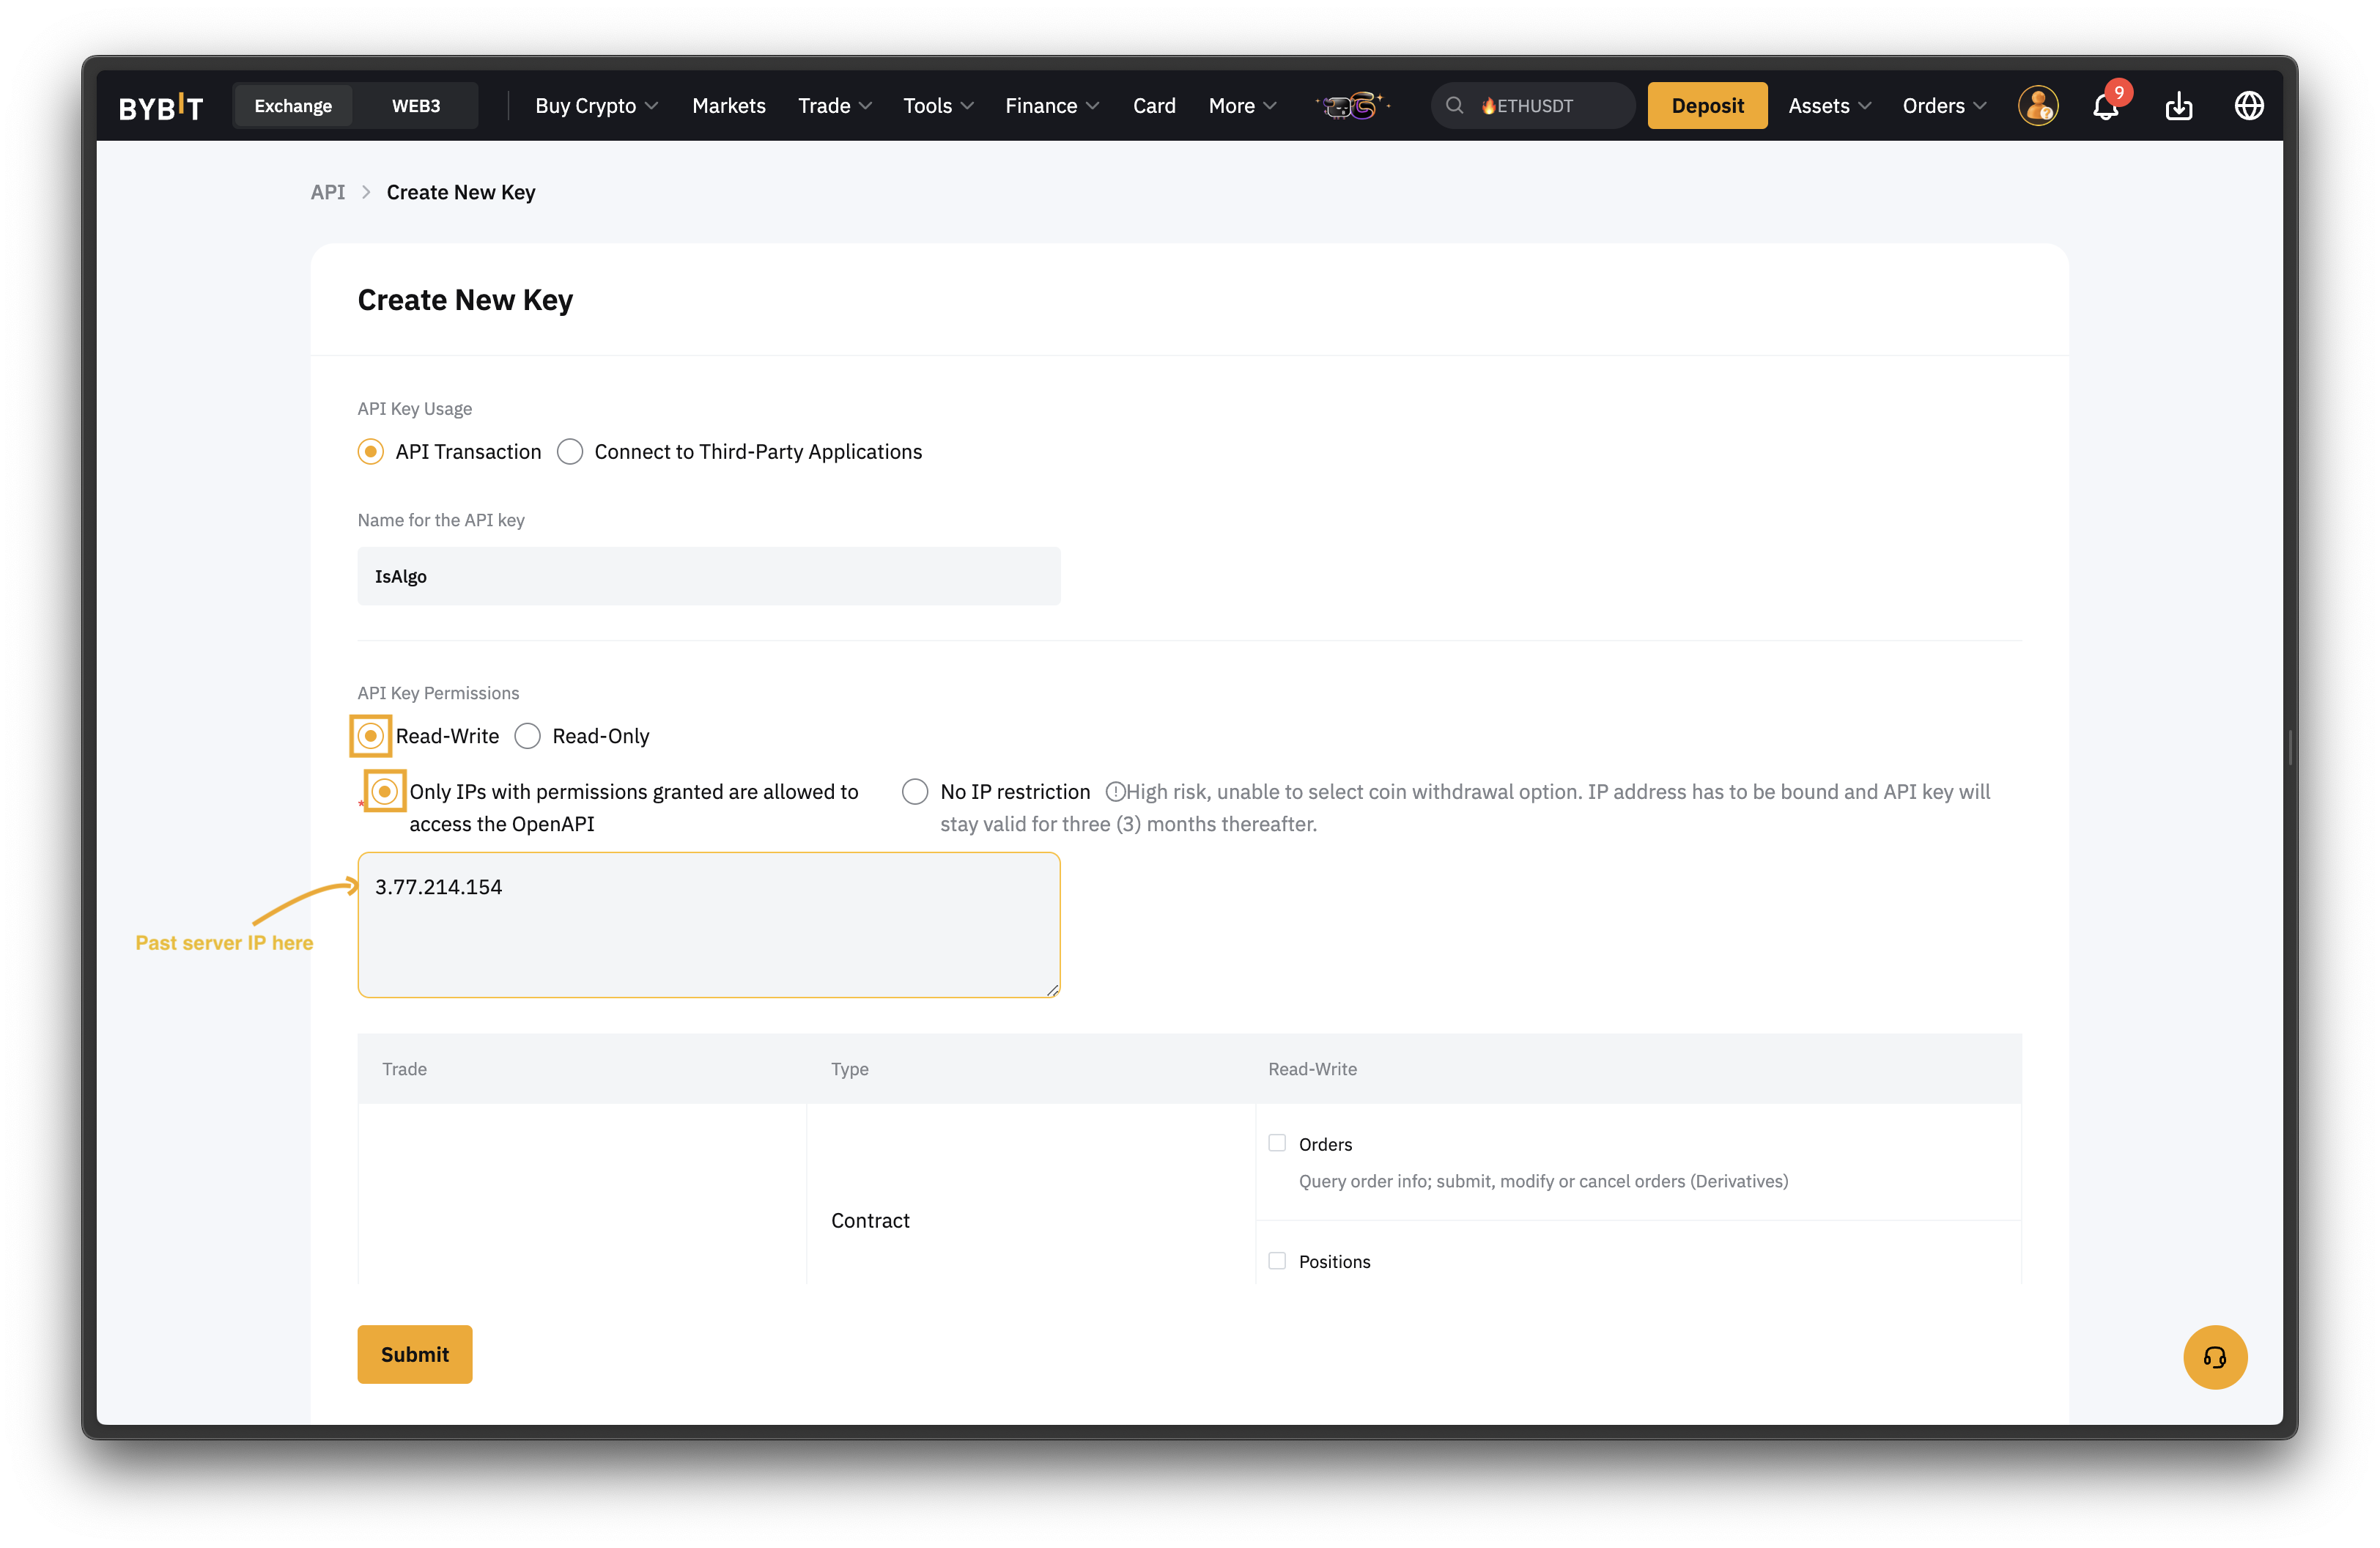 BYBIT Exchange WEB3 Buy Crypto Markets Trade Tools Finance Card More ETHUSDT Deposit Assets Orders 9
API > Create New Key
Create New Key
API Key Usage
API Transaction Connect to Third-Party Applications
Name for the API key
IsAlgo
API Key Permissions
Read-Write Read-Only
* Only IPs with permissions granted are allowed to No IP restriction High risk, unable to select coin withdrawal option. IP address has to be bound and API key will
access the OpenAPI stay valid for three (3) months thereafter.
3.77.214.154
Past server IP here
Trade Type Read-Write
Orders
Query order info; submit, modify or cancel orders (Derivatives)
Contract
Positions
Submit